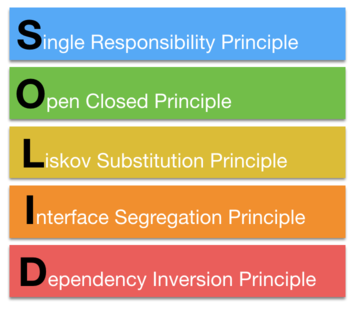 Single Responsibility Principle
Open Closed Principle
Liskov Substitution Principle
Interface Segregation Principle
Dependency Inversion Principle